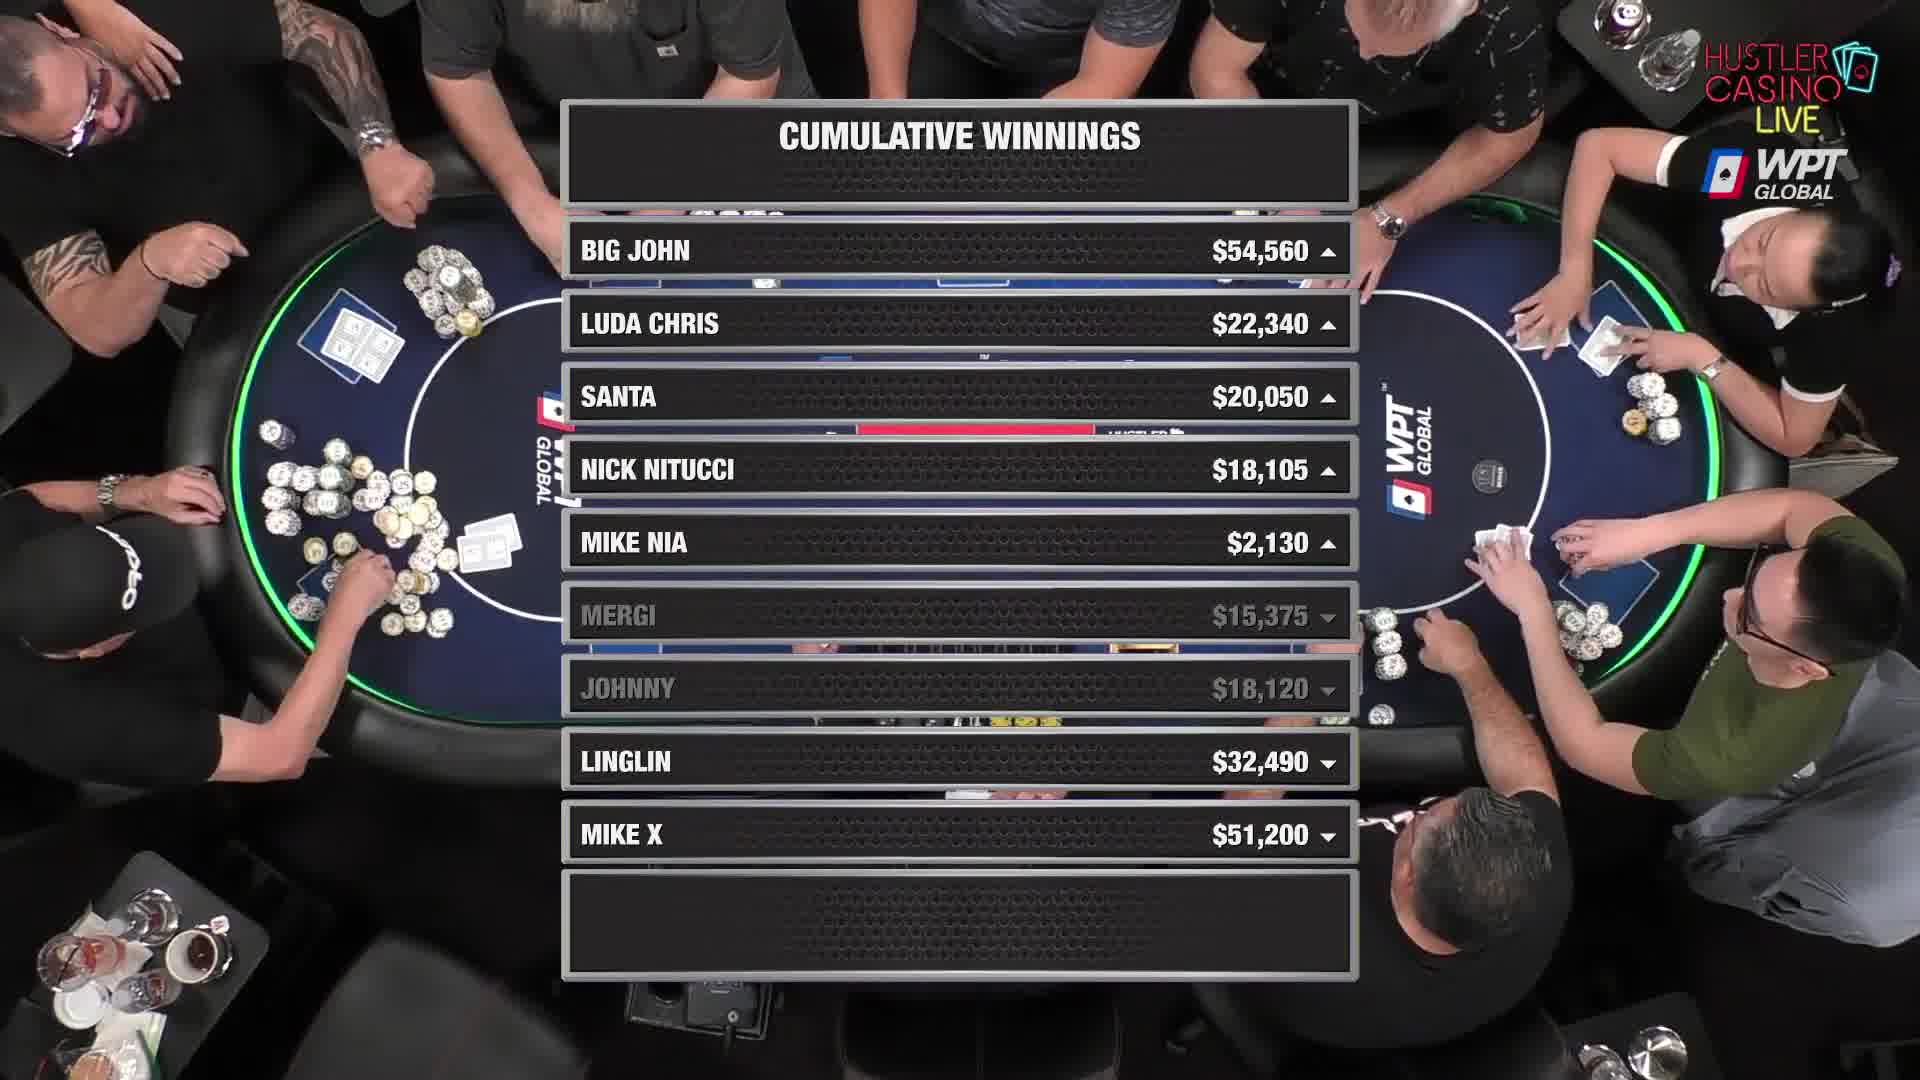 HUSTLER
CASINO
LIVE
WPT
GLOBAL
CUMULATIVE WINNINGS
BIG JOHN $54,560
LUDA CHRIS $22,340
SANTA $20,050
NICK NITUCCI $18,105
MIKE NIA $2,130
MERGI $15,375
JOHNNY $18,120
LINGLIN $32,490
MIKE X $51,200
GLOBAL
WPT
GLOBAL